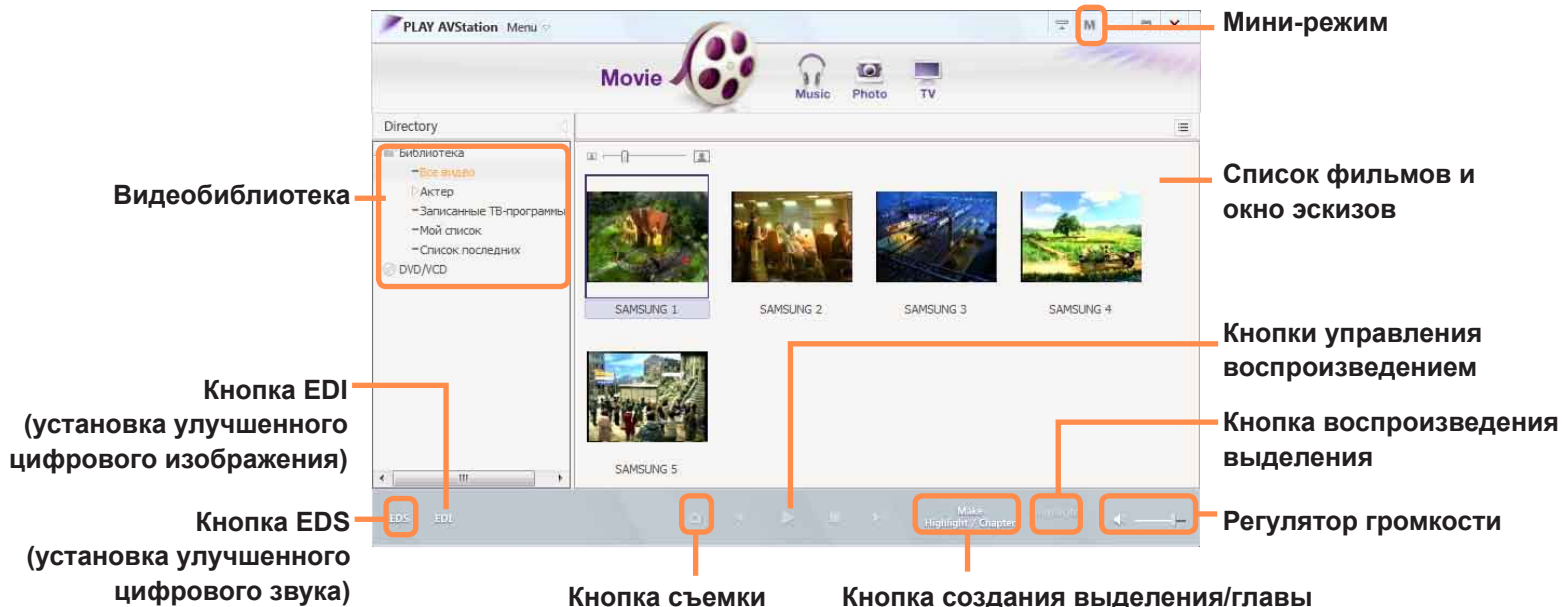 PLAY AVStation Menu
M
Мини-режим
Movie
Music
Photo
TV
Directory
Библиотека
Все видео
Актер
Записанные ТВ-программы
Мой список
Список последних
DVD/VCD
Видеобиблиотека
Список фильмов и
окно эскизов
SAMSUNG 1
SAMSUNG 2
SAMSUNG 3
SAMSUNG 4
SAMSUNG 5
Кнопки управления
воспроизведением
Кнопка EDI
(установка улучшенного
цифрового изображения)
Кнопка воспроизведения
выделения
EDS
EDI
Make
Highlight / Chapter
Кнопка EDS
(установка улучшенного
цифрового звука)
Регулятор громкости
Кнопка съемки
Кнопка создания выделения/главы